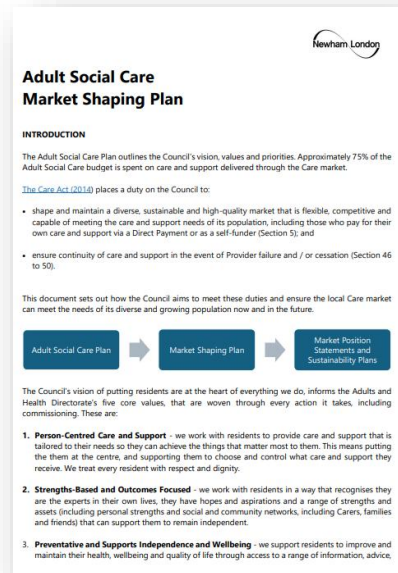 Newham London
Adult Social Care
Market Shaping Plan
INTRODUCTION
The Adult Social Care Plan outlines the Council's vision, values and priorities. Approximately 75% of the
Adult Social Care budget is spent on care and support delivered through the Care market.
The Care Act (2014) places a duty on the Council to:
• shape and maintain a diverse, sustainable and high-quality market that is flexible, competitive and
capable of meeting the care and support needs of its population, including those who pay for their
own care and support via a Direct Payment or as a self-funder (Section 5); and
• ensure continuity of care and support in the event of Provider failure and / or cessation (Section 46
to 50).
This document sets out how the Council aims to meet these duties and ensure the local Care market
can meet the needs of its diverse and growing population now and in the future.
Adult Social Care Plan
Market Shaping Plan
Market Position
Statements and
Sustainability Plans
The Council's vision of putting residents are at the heart of everything we do, informs the Adults and
Health Directorate's five core values, that are woven through every action it takes, including
commissioning. These are:
1. Person-Centred Care and Support - we work with residents to provide care and support that is
tailored to their needs so they can achieve the things that matter most to them. This means putting
the them at the centre, and supporting them to choose and control what care and support they
receive. We treat every resident with respect and dignity.
2. Strengths-Based and Outcomes Focused - we work with residents in a way that recognises they
are the experts in their own lives, they have hopes and aspirations and a range of strengths and
assets (including personal strengths and social and community networks, including Carers, families
and friends) that can support them to remain independent.
3. Preventative and Supports Independence and Wellbeing - we support residents to improve and
maintain their health, wellbeing and quality of life through access to a range of information, advice,